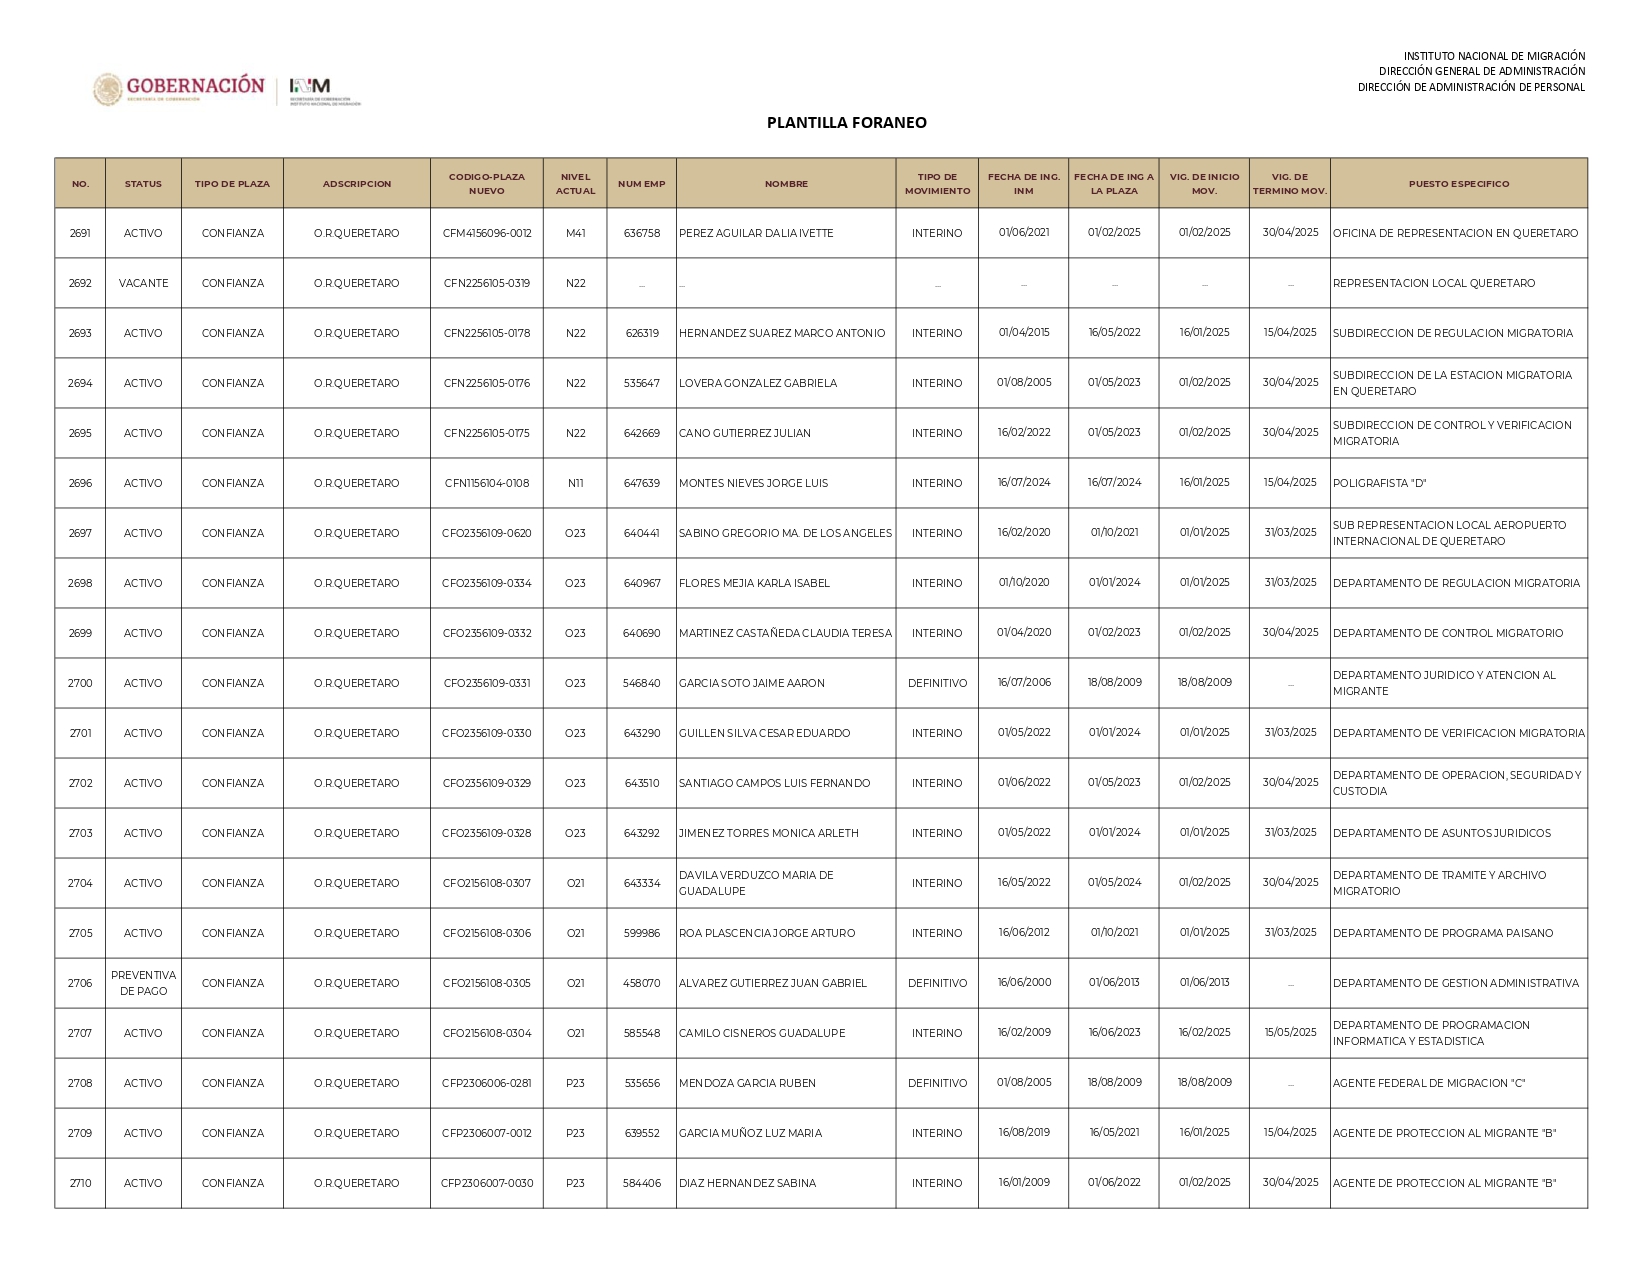 INSTITUTO NACIONAL DE MIGRACIÓN
DIRECCIÓN GENERAL DE ADMINISTRACIÓN
DIRECCIÓN DE ADMINISTRACIÓN DE PERSONAL
GOBERNACIÓN
SECRETARÍA DE GOBERNACIÓN
INM
SECRETARÍA DE GOBERNACIÓN
INSTITUTO NACIONAL DE MIGRACIÓN
PLANTILLA FORANEO
NO. STATUS TIPO DE PLAZA ADSCRIPCION CODIGO-PLAZA NUEVO NIVEL ACTUAL NUM EMP NOMBRE TIPO DE MOVIMIENTO FECHA DE ING. INM FECHA DE ING A LA PLAZA VIG. DE INICIO MOV. VIG. DE TERMINO MOV. PUESTO ESPECIFICO
2691 ACTIVO CONFIANZA O.R.QUERETARO CFM4156096-0012 M41 636758 PEREZ AGUILAR DALIA IVETTE INTERINO 01/06/2021 01/02/2025 01/02/2025 30/04/2025 OFICINA DE REPRESENTACION EN QUERETARO
2692 VACANTE CONFIANZA O.R.QUERETARO CFN2256105-0319 N22 ... ... ... ... ... ... ... REPRESENTACION LOCAL QUERETARO
2693 ACTIVO CONFIANZA O.R.QUERETARO CFN2256105-0178 N22 626319 HERNANDEZ SUAREZ MARCO ANTONIO INTERINO 01/04/2015 16/05/2022 16/01/2025 15/04/2025 SUBDIRECCION DE REGULACION MIGRATORIA
2694 ACTIVO CONFIANZA O.R.QUERETARO CFN2256105-0176 N22 535647 LOVERA GONZALEZ GABRIELA INTERINO 01/08/2005 01/05/2023 01/02/2025 30/04/2025 SUBDIRECCION DE LA ESTACION MIGRATORIA EN QUERETARO
2695 ACTIVO CONFIANZA O.R.QUERETARO CFN2256105-0175 N22 642669 CANO GUTIERREZ JULIAN INTERINO 16/02/2022 01/05/2023 01/02/2025 30/04/2025 SUBDIRECCION DE CONTROL Y VERIFICACION MIGRATORIA
2696 ACTIVO CONFIANZA O.R.QUERETARO CFN1156104-0108 N11 647639 MONTES NIEVES JORGE LUIS INTERINO 16/07/2024 16/07/2024 16/01/2025 15/04/2025 POLIGRAFISTA "D"
2697 ACTIVO CONFIANZA O.R.QUERETARO CFO2356109-0620 O23 640441 SABINO GREGORIO MA. DE LOS ANGELES INTERINO 16/02/2020 01/10/2021 01/01/2025 31/03/2025 SUB REPRESENTACION LOCAL AEROPUERTO INTERNACIONAL DE QUERETARO
2698 ACTIVO CONFIANZA O.R.QUERETARO CFO2356109-0334 O23 640967 FLORES MEJIA KARLA ISABEL INTERINO 01/10/2020 01/01/2024 01/01/2025 31/03/2025 DEPARTAMENTO DE REGULACION MIGRATORIA
2699 ACTIVO CONFIANZA O.R.QUERETARO CFO2356109-0332 O23 640690 MARTINEZ CASTAÑEDA CLAUDIA TERESA INTERINO 01/04/2020 01/02/2023 01/02/2025 30/04/2025 DEPARTAMENTO DE CONTROL MIGRATORIO
2700 ACTIVO CONFIANZA O.R.QUERETARO CFO2356109-0331 O23 546840 GARCIA SOTO JAIME AARON DEFINITIVO 16/07/2006 18/08/2009 18/08/2009 ... DEPARTAMENTO JURIDICO Y ATENCION AL MIGRANTE
2701 ACTIVO CONFIANZA O.R.QUERETARO CFO2356109-0330 O23 643290 GUILLEN SILVA CESAR EDUARDO INTERINO 01/05/2022 01/01/2024 01/01/2025 31/03/2025 DEPARTAMENTO DE VERIFICACION MIGRATORIA
2702 ACTIVO CONFIANZA O.R.QUERETARO CFO2356109-0329 O23 643510 SANTIAGO CAMPOS LUIS FERNANDO INTERINO 01/06/2022 01/05/2023 01/02/2025 30/04/2025 DEPARTAMENTO DE OPERACION, SEGURIDAD Y CUSTODIA
2703 ACTIVO CONFIANZA O.R.QUERETARO CFO2356109-0328 O23 643292 JIMENEZ TORRES MONICA ARLETH INTERINO 01/05/2022 01/01/2024 01/01/2025 31/03/2025 DEPARTAMENTO DE ASUNTOS JURIDICOS
2704 ACTIVO CONFIANZA O.R.QUERETARO CFO2156108-0307 O21 643334 DAVILA VERDUZCO MARIA DE GUADALUPE INTERINO 16/05/2022 01/05/2024 01/02/2025 30/04/2025 DEPARTAMENTO DE TRAMITE Y ARCHIVO MIGRATORIO
2705 ACTIVO CONFIANZA O.R.QUERETARO CFO2156108-0306 O21 599986 ROA PLASCENCIA JORGE ARTURO INTERINO 16/06/2012 01/10/2021 01/01/2025 31/03/2025 DEPARTAMENTO DE PROGRAMA PAISANO
2706 PREVENTIVA DE PAGO CONFIANZA O.R.QUERETARO CFO2156108-0305 O21 458070 ALVAREZ GUTIERREZ JUAN GABRIEL DEFINITIVO 16/06/2000 01/06/2013 01/06/2013 ... DEPARTAMENTO DE GESTION ADMINISTRATIVA
2707 ACTIVO CONFIANZA O.R.QUERETARO CFO2156108-0304 O21 585548 CAMILO CISNEROS GUADALUPE INTERINO 16/02/2009 16/06/2023 16/02/2025 15/05/2025 DEPARTAMENTO DE PROGRAMACION INFORMATICA Y ESTADISTICA
2708 ACTIVO CONFIANZA O.R.QUERETARO CFP2306006-0281 P23 535656 MENDOZA GARCIA RUBEN DEFINITIVO 01/08/2005 18/08/2009 18/08/2009 ... AGENTE FEDERAL DE MIGRACION "C"
2709 ACTIVO CONFIANZA O.R.QUERETARO CFP2306007-0012 P23 639552 GARCIA MUÑOZ LUZ MARIA INTERINO 16/08/2019 16/05/2021 16/01/2025 15/04/2025 AGENTE DE PROTECCION AL MIGRANTE "B"
2710 ACTIVO CONFIANZA O.R.QUERETARO CFP2306007-0030 P23 584406 DIAZ HERNANDEZ SABINA INTERINO 16/01/2009 01/06/2022 01/02/2025 30/04/2025 AGENTE DE PROTECCION AL MIGRANTE "B"